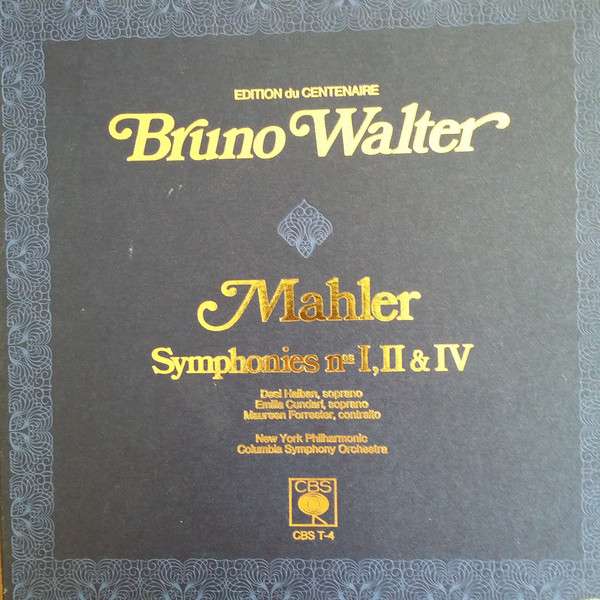 EDITION du CENTENAIRE
Bruno Walter
Mahler
Symphonies nos I, II & IV
Desi Halban, soprano
Emilia Cundari, soprano
Maureen Forrester, contralto
New York Philharmonic
Columbia Symphony Orchestra
CBS
CBS T-4